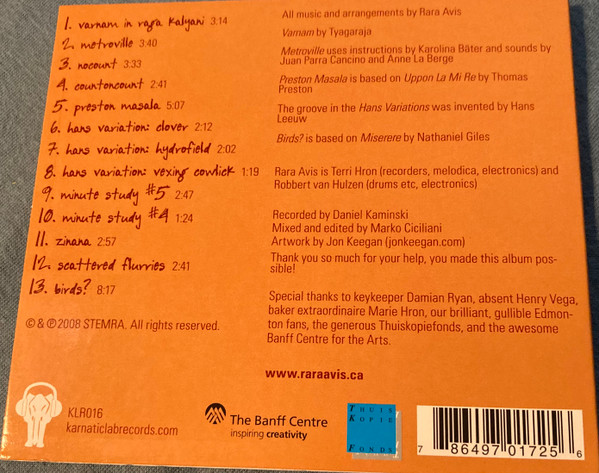 1. varnam in raga kalyani 3:14
2. metroville 3:40
3. nocount 3:33
4. countoncount 2:41
5. preston masala 5:07
6. hans variation: clover 2:12
7. hans variation: hydrofield 2:02
8. hans variation: vexing cowlick 1:19
9. minute study #5 2:47
10. minute study #4 1:24
11. zinana 2:57
12. scattered flurries 2:41
13. birds? 8:17
© & ℗ 2008 STEMRA. All rights reserved.
All music and arrangements by Rara Avis
Varnam by Tyagaraja
Metroville uses instructions by Karolina Bäter and sounds by
Juan Parra Cancino and Anne La Berge
Preston Masala is based on Uppon La Mi Re by Thomas
Preston
The groove in the Hans Variations was invented by Hans
Leeuw
Birds? is based on Miserere by Nathaniel Giles
Rara Avis is Terri Hron (recorders, melodica, electronics) and
Robbert van Hulzen (drums etc, electronics)
Recorded by Daniel Kaminski
Mixed and edited by Marko Ciciliani
Artwork by Jon Keegan (jonkeegan.com)
Thank you so much for your help, you made this album pos-
sible!
Special thanks to keykeeper Damian Ryan, absent Henry Vega,
baker extraordinaire Marie Hron, our brilliant, gullible Edmon-
ton fans, the generous Thuiskopiefonds, and the awesome
Banff Centre for the Arts.
www.raraavis.ca
KLR016
karnaticlabrecords.com
The Banff Centre
inspiring creativity
THUIS
KOPIE
FONDS
7 86497 01725 6